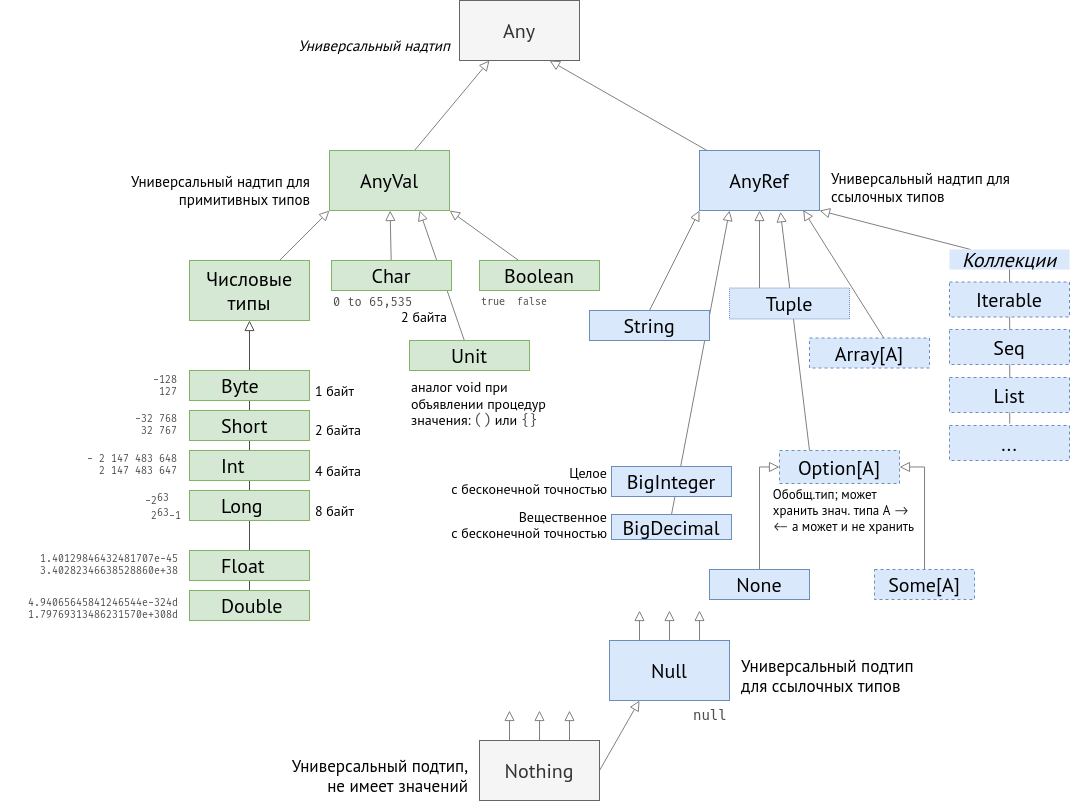 Any
Универсальный надтип
AnyVal
Универсальный надтип для
примитивных типов
AnyRef
Универсальный надтип для
ссылочных типов
Числовые
типы
Char
0 to 65,535
2 байта
Boolean
true false
Unit
аналог void при
объявлении процедур
значения: () или {}
String
Tuple
Array[A]
Коллекции
Iterable
Seq
List
...
-128
127
Byte
1 байт
-32 768
32 767
Short
2 байта
- 2 147 483 648
2 147 483 647
Int
4 байта
-2⁶³
2⁶³-1
Long
8 байт
1.40129846432481707e-45
3.40282346638528860e+38
Float
4.94065645841246544e-324d
1.79769313486231570e+308d
Double
Целое
с бесконечной точностью
BigInteger
Вещественное
с бесконечной точностью
BigDecimal
Option[A]
Обобщ.тип; может
хранить знач. типа A →
← а может и не хранить
None
Some[A]
Null
Универсальный подтип
для ссылочных типов
null
Nothing
Универсальный подтип,
не имеет значений